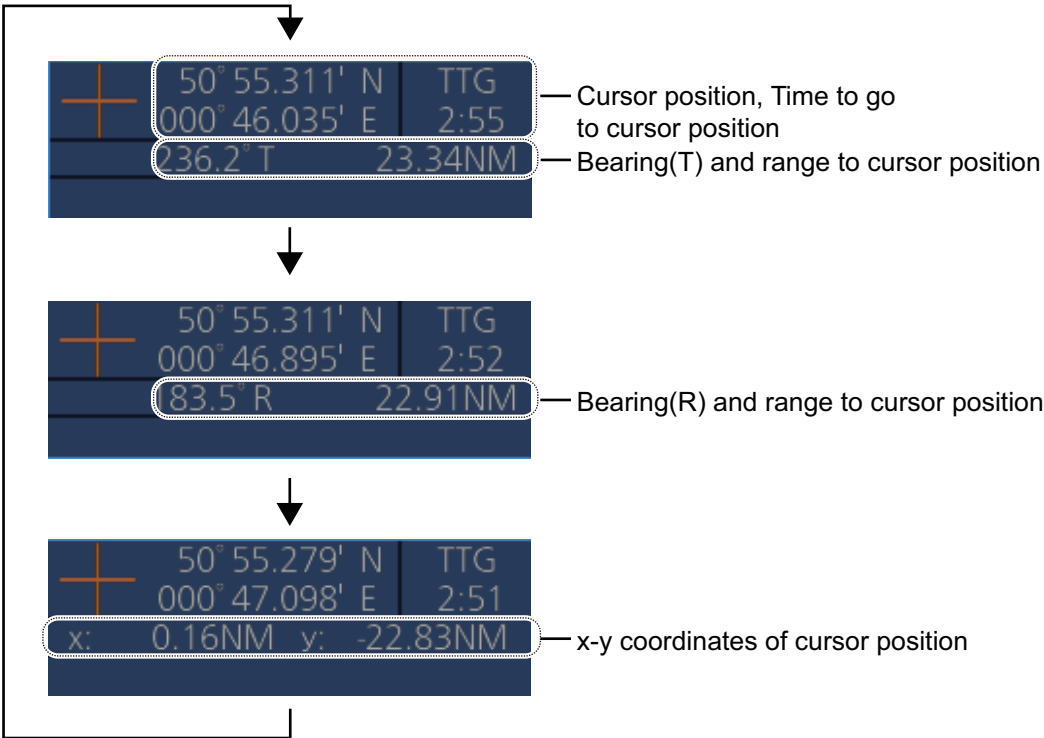 50° 55.311' N TTG
000° 46.035' E 2:55
236.2° T 23.34NM
Cursor position, Time to go
to cursor position
Bearing(T) and range to cursor position
50° 55.311' N TTG
000° 46.895' E 2:52
183.5° R 22.91NM
Bearing(R) and range to cursor position
50° 55.279' N TTG
000° 47.098' E 2:51
x: 0.16NM y: -22.83NM
x-y coordinates of cursor position